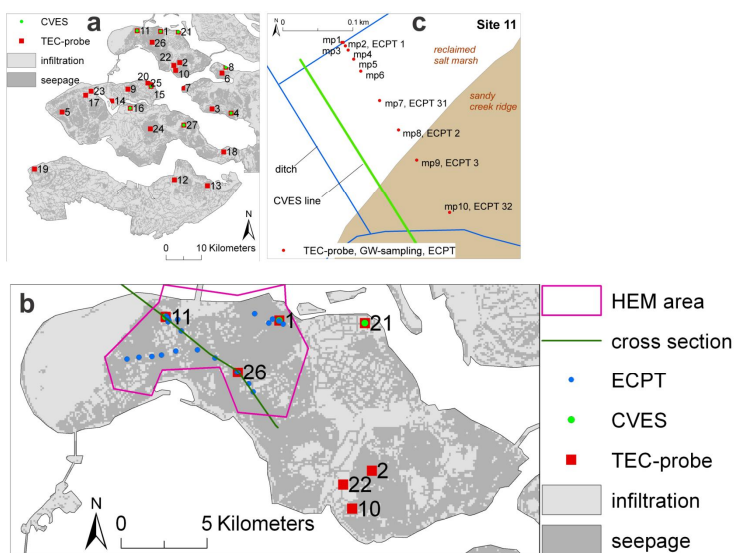 a
CVES
TEC-probe
infiltration
seepage
11
1
21
26
22
2
10
8
6
20
25
9
15
7
23
17
14
16
5
3
4
24
27
18
19
12
13
N
0
10 Kilometers
c
Site 11
0
0.1 km
mp1
mp2, ECPT 1
mp3
mp4
mp5
mp6
mp7, ECPT 31
mp8, ECPT 2
mp9, ECPT 3
mp10, ECPT 32
reclaimed
salt marsh
sandy
creek ridge
ditch
CVES line
N
TEC-probe, GW-sampling, ECPT
b
11
1
21
26
2
22
10
N
0
5 Kilometers
HEM area
cross section
ECPT
CVES
TEC-probe
infiltration
seepage